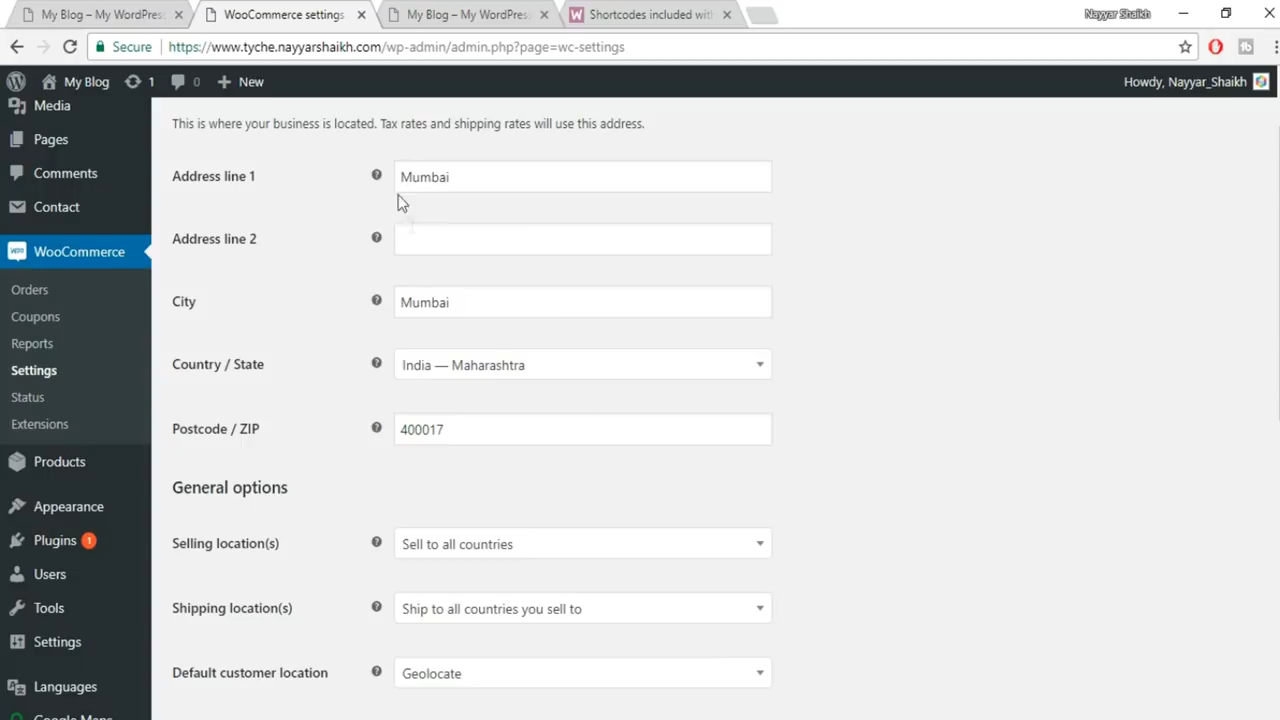 My Blog – My WordPres
WooCommerce settings
My Blog – My WordPres
Shortcodes included with
Nayyar Shaikh
Secure
https://www.tyche.nayyarshaikh.com/wp-admin/admin.php?page=wc-settings
My Blog
1
0
New
Howdy, Nayyar_Shaikh
Media
Pages
Comments
Contact
WooCommerce
Orders
Coupons
Reports
Settings
Status
Extensions
Products
Appearance
Plugins 1
Users
Tools
Settings
Languages
Google Maps
This is where your business is located. Tax rates and shipping rates will use this address.
Address line 1
Mumbai
Address line 2
City
Mumbai
Country / State
India — Maharashtra
Postcode / ZIP
400017
General options
Selling location(s)
Sell to all countries
Shipping location(s)
Ship to all countries you sell to
Default customer location
Geolocate